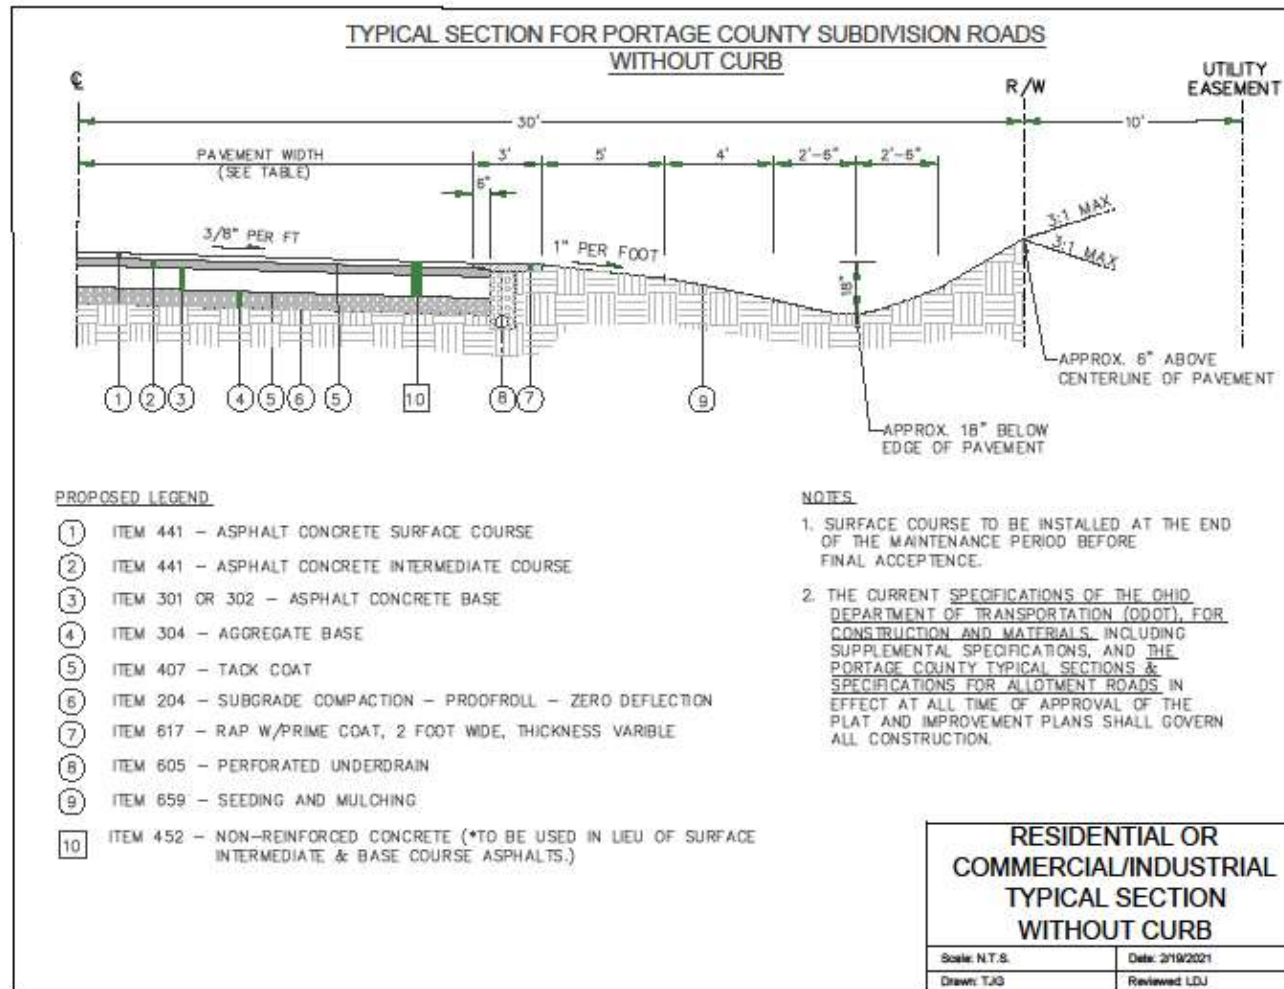 TYPICAL SECTION FOR PORTAGE COUNTY SUBDIVISION ROADS
WITHOUT CURB
℄
R/W
UTILITY
EASEMENT
30'
10'
PAVEMENT WIDTH
(SEE TABLE)
3'
5'
4'
2'-6"
2'-6"
6"
3/8" PER FT
1" PER FOOT
18"
3:1 MAX
3:1 MAX
APPROX. 6" ABOVE
CENTERLINE OF PAVEMENT
1
2
3
4
5
6
5
10
8
7
9
APPROX. 18" BELOW
EDGE OF PAVEMENT
PROPOSED LEGEND
1 ITEM 441 - ASPHALT CONCRETE SURFACE COURSE
2 ITEM 441 - ASPHALT CONCRETE INTERMEDIATE COURSE
3 ITEM 301 OR 302 - ASPHALT CONCRETE BASE
4 ITEM 304 - AGGREGATE BASE
5 ITEM 407 - TACK COAT
6 ITEM 204 - SUBGRADE COMPACTION - PROOFROLL - ZERO DEFLECTION
7 ITEM 617 - RAP W/PRIME COAT, 2 FOOT WIDE, THICKNESS VARIBLE
8 ITEM 605 - PERFORATED UNDERDRAIN
9 ITEM 659 - SEEDING AND MULCHING
10 ITEM 452 - NON-REINFORCED CONCRETE (*TO BE USED IN LIEU OF SURFACE
INTERMEDIATE & BASE COURSE ASPHALTS.)
NOTES
1. SURFACE COURSE TO BE INSTALLED AT THE END
OF THE MAINTENANCE PERIOD BEFORE
FINAL ACCEPTENCE.
2. THE CURRENT SPECIFICATIONS OF THE OHIO
DEPARTMENT OF TRANSPORTATION (ODOT), FOR
CONSTRUCTION AND MATERIALS, INCLUDING
SUPPLEMENTAL SPECIFICATIONS, AND THE
PORTAGE COUNTY TYPICAL SECTIONS &
SPECIFICATIONS FOR ALLOTMENT ROADS IN
EFFECT AT ALL TIME OF APPROVAL OF THE
PLAT AND IMPROVEMENT PLANS SHALL GOVERN
ALL CONSTRUCTION.
RESIDENTIAL OR
COMMERCIAL/INDUSTRIAL
TYPICAL SECTION
WITHOUT CURB
Scale: N.T.S.
Date: 2/19/2021
Drawn: TJG
Reviewed: LDJ